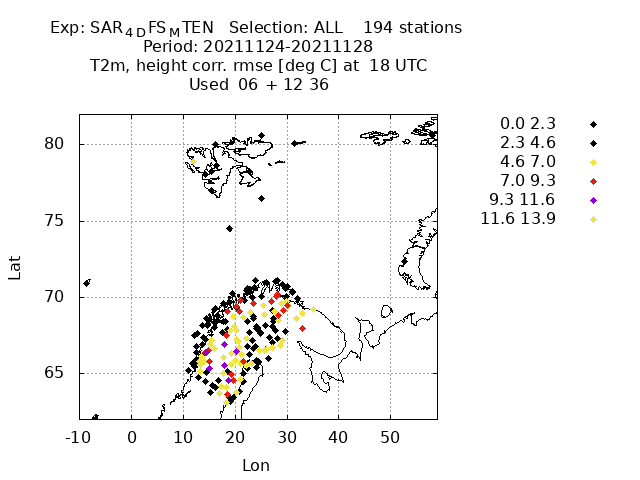 Exp: SAR4DFSMTEN Selection: ALL 194 stations
Period: 20211124-20211128
T2m, height corr. rmse [deg C] at 18 UTC
Used 06 + 12 36
0.0 2.3
2.3 4.6
4.6 7.0
7.0 9.3
9.3 11.6
11.6 13.9
80
75
70
65
Lat
-10 0 10 20 30 40 50
Lon